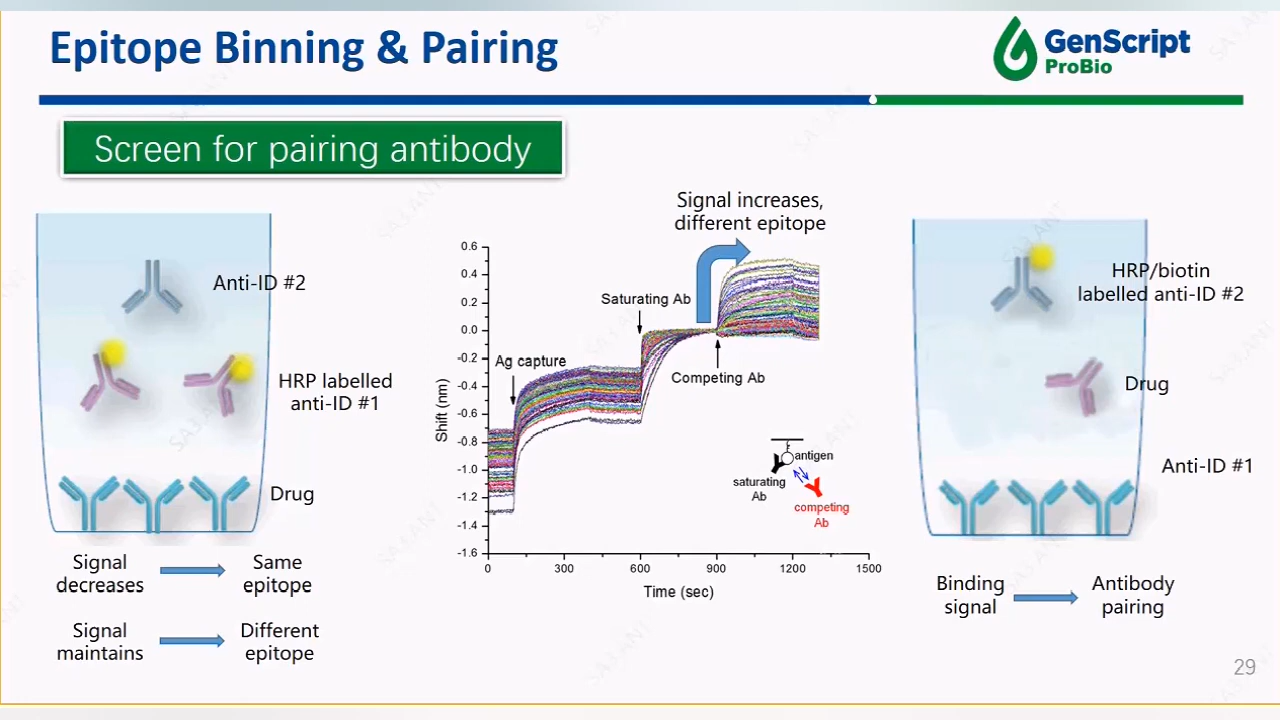 Epitope Binning & Pairing
GenScript
ProBio
Screen for pairing antibody
Anti-ID #2
HRP labelled
anti-ID #1
Drug
Signal
decreases
Same
epitope
Signal
maintains
Different
epitope
Signal increases,
different epitope
Saturating Ab
Ag capture
Competing Ab
antigen
saturating
Ab
competing
Ab
Shift (nm)
0.6
0.4
0.2
0.0
-0.2
-0.4
-0.6
-0.8
-1.0
-1.2
-1.4
-1.6
0
300
600
900
1200
1500
Time (sec)
HRP/biotin
labelled anti-ID #2
Drug
Anti-ID #1
Binding
signal
Antibody
pairing
29